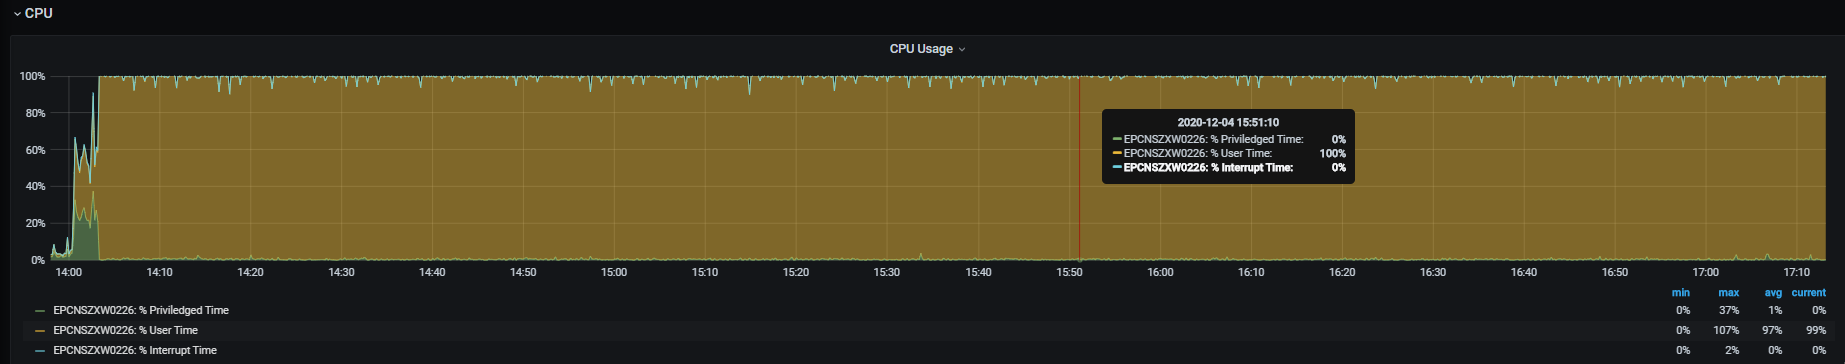 CPU
CPU Usage
100%
80%
60%
40%
20%
0%
14:00 14:10 14:20 14:30 14:40 14:50 15:00 15:10 15:20 15:30 15:40 15:50 16:00 16:10 16:20 16:30 16:40 16:50 17:00 17:10
2020-12-04 15:51:10
EPCNSZXW0226: % Priviledged Time: 0%
EPCNSZXW0226: % User Time: 100%
EPCNSZXW0226: % Interrupt Time: 0%
min max avg current
EPCNSZXW0226: % Priviledged Time 0% 37% 1% 0%
EPCNSZXW0226: % User Time 0% 107% 97% 99%
EPCNSZXW0226: % Interrupt Time 0% 2% 0% 0%